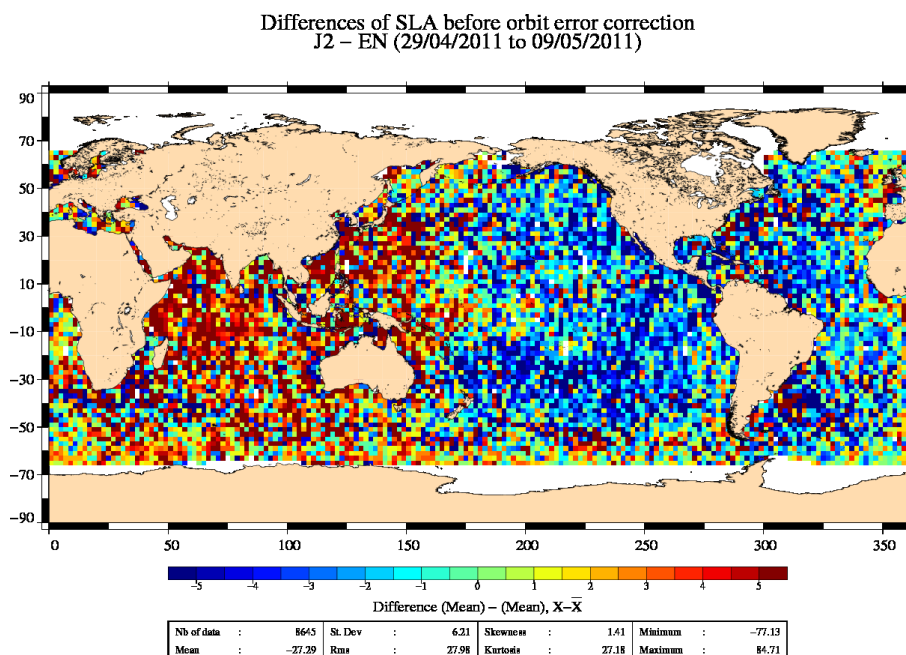 Differences of SLA before orbit error correction
J2 – EN (29/04/2011 to 09/05/2011)
90
70
50
30
10
−10
−30
−50
−70
−90
0 50 100 150 200 250 300 350
−5 −4 −3 −2 −1 0 1 2 3 4 5
Difference (Mean) – (Mean), X–X̅
Nb of data : 8645 St. Dev : 6.21 Skewness : 1.41 Minimum : −77.13
Mean : −27.29 Rms : 27.98 Kurtosis : 27.18 Maximum : 84.71